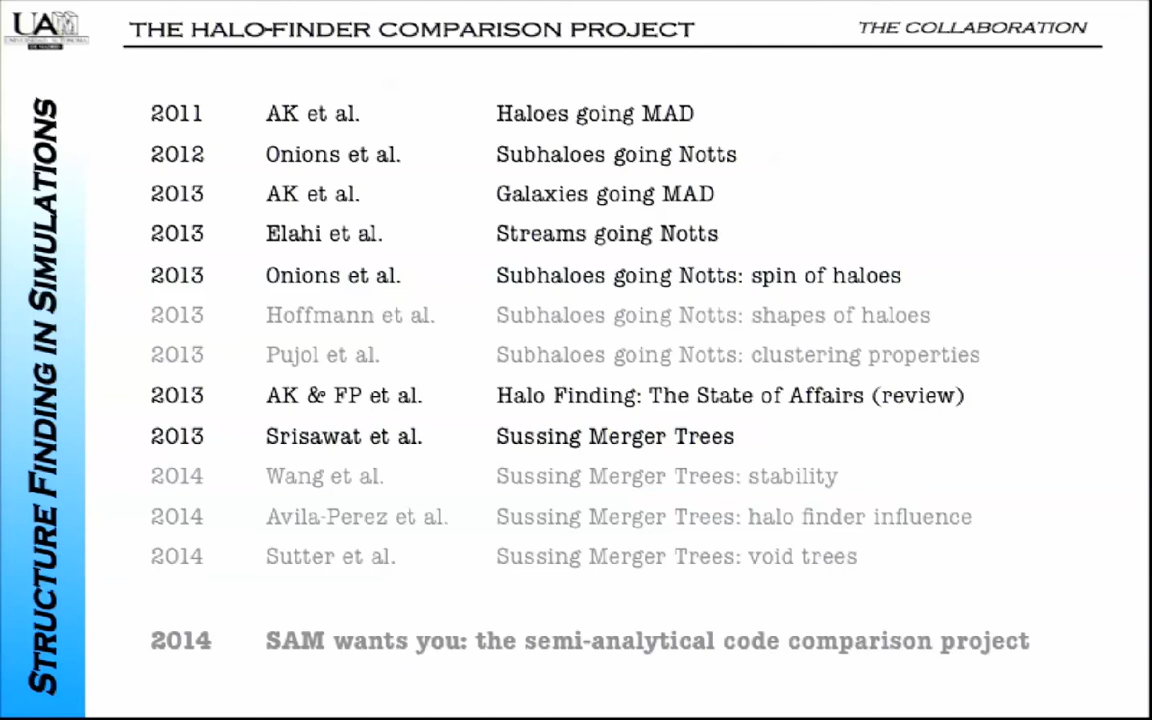 UAM
THE HALO-FINDER COMPARISON PROJECT
THE COLLABORATION
STRUCTURE FINDING IN SIMULATIONS
2011 AK et al. Haloes going MAD
2012 Onions et al. Subhaloes going Notts
2013 AK et al. Galaxies going MAD
2013 Elahi et al. Streams going Notts
2013 Onions et al. Subhaloes going Notts: spin of haloes
2013 Hoffmann et al. Subhaloes going Notts: shapes of haloes
2013 Pujol et al. Subhaloes going Notts: clustering properties
2013 AK & FP et al. Halo Finding: The State of Affairs (review)
2013 Srisawat et al. Sussing Merger Trees
2014 Wang et al. Sussing Merger Trees: stability
2014 Avila-Perez et al. Sussing Merger Trees: halo finder influence
2014 Sutter et al. Sussing Merger Trees: void trees
2014 SAM wants you: the semi-analytical code comparison project